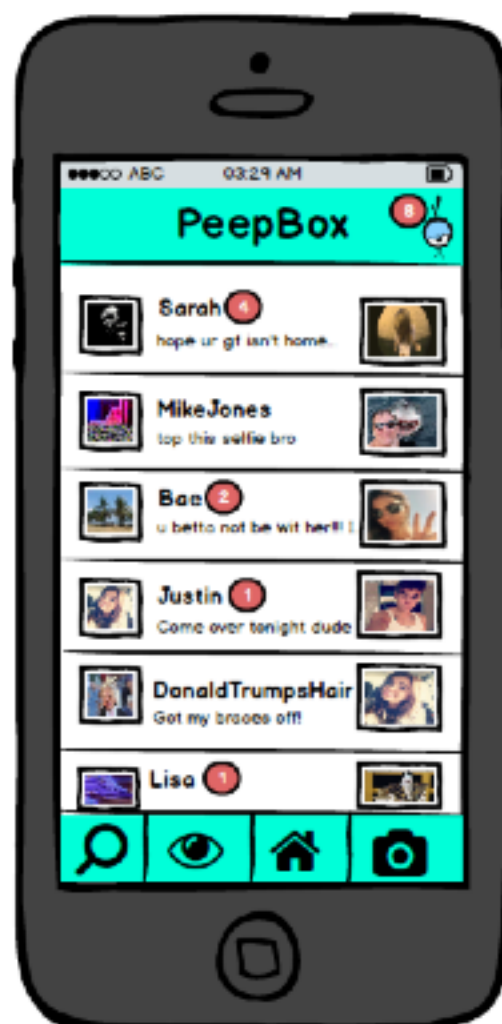 ABC 03:29 AM
PeepBox 8
Sarah 4
hope ur gf isn't home..
MikeJones
top this selfie bro
Bae 2
u betta not be wit her!!!
Justin 1
Come over tonight dude
DonaldTrumpsHair
Got my braces off!
Lisa 1